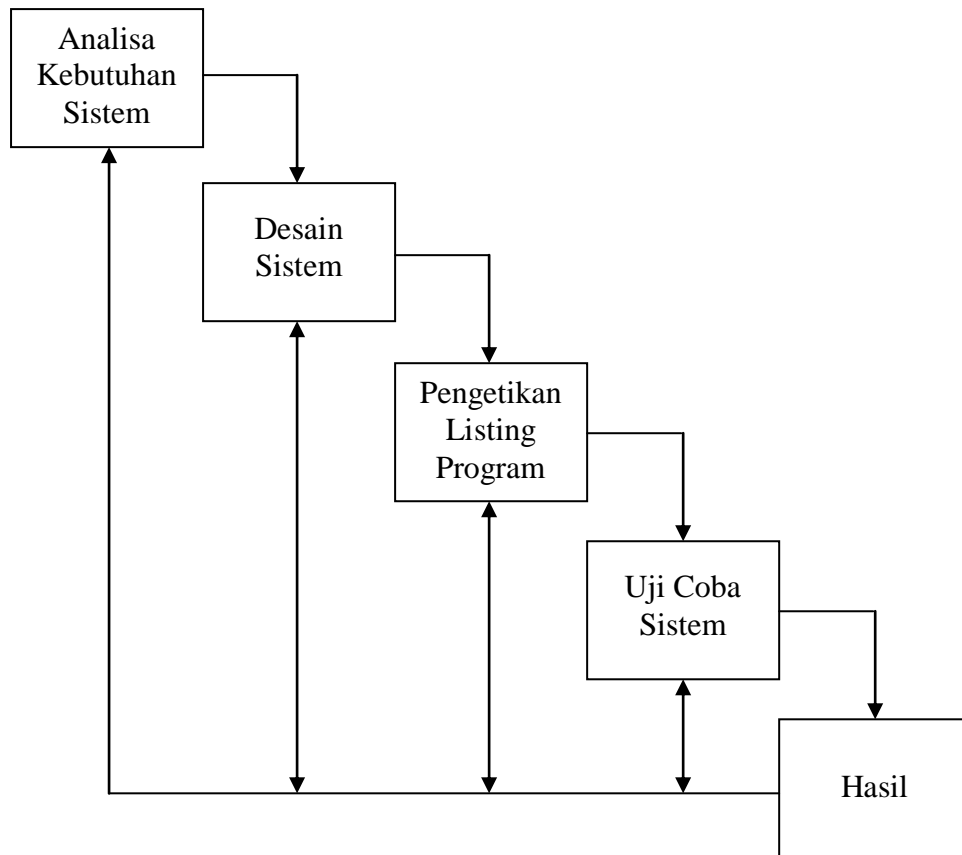 Analisa
Kebutuhan
Sistem
Desain
Sistem
Pengetikan
Listing
Program
Uji Coba
Sistem
Hasil